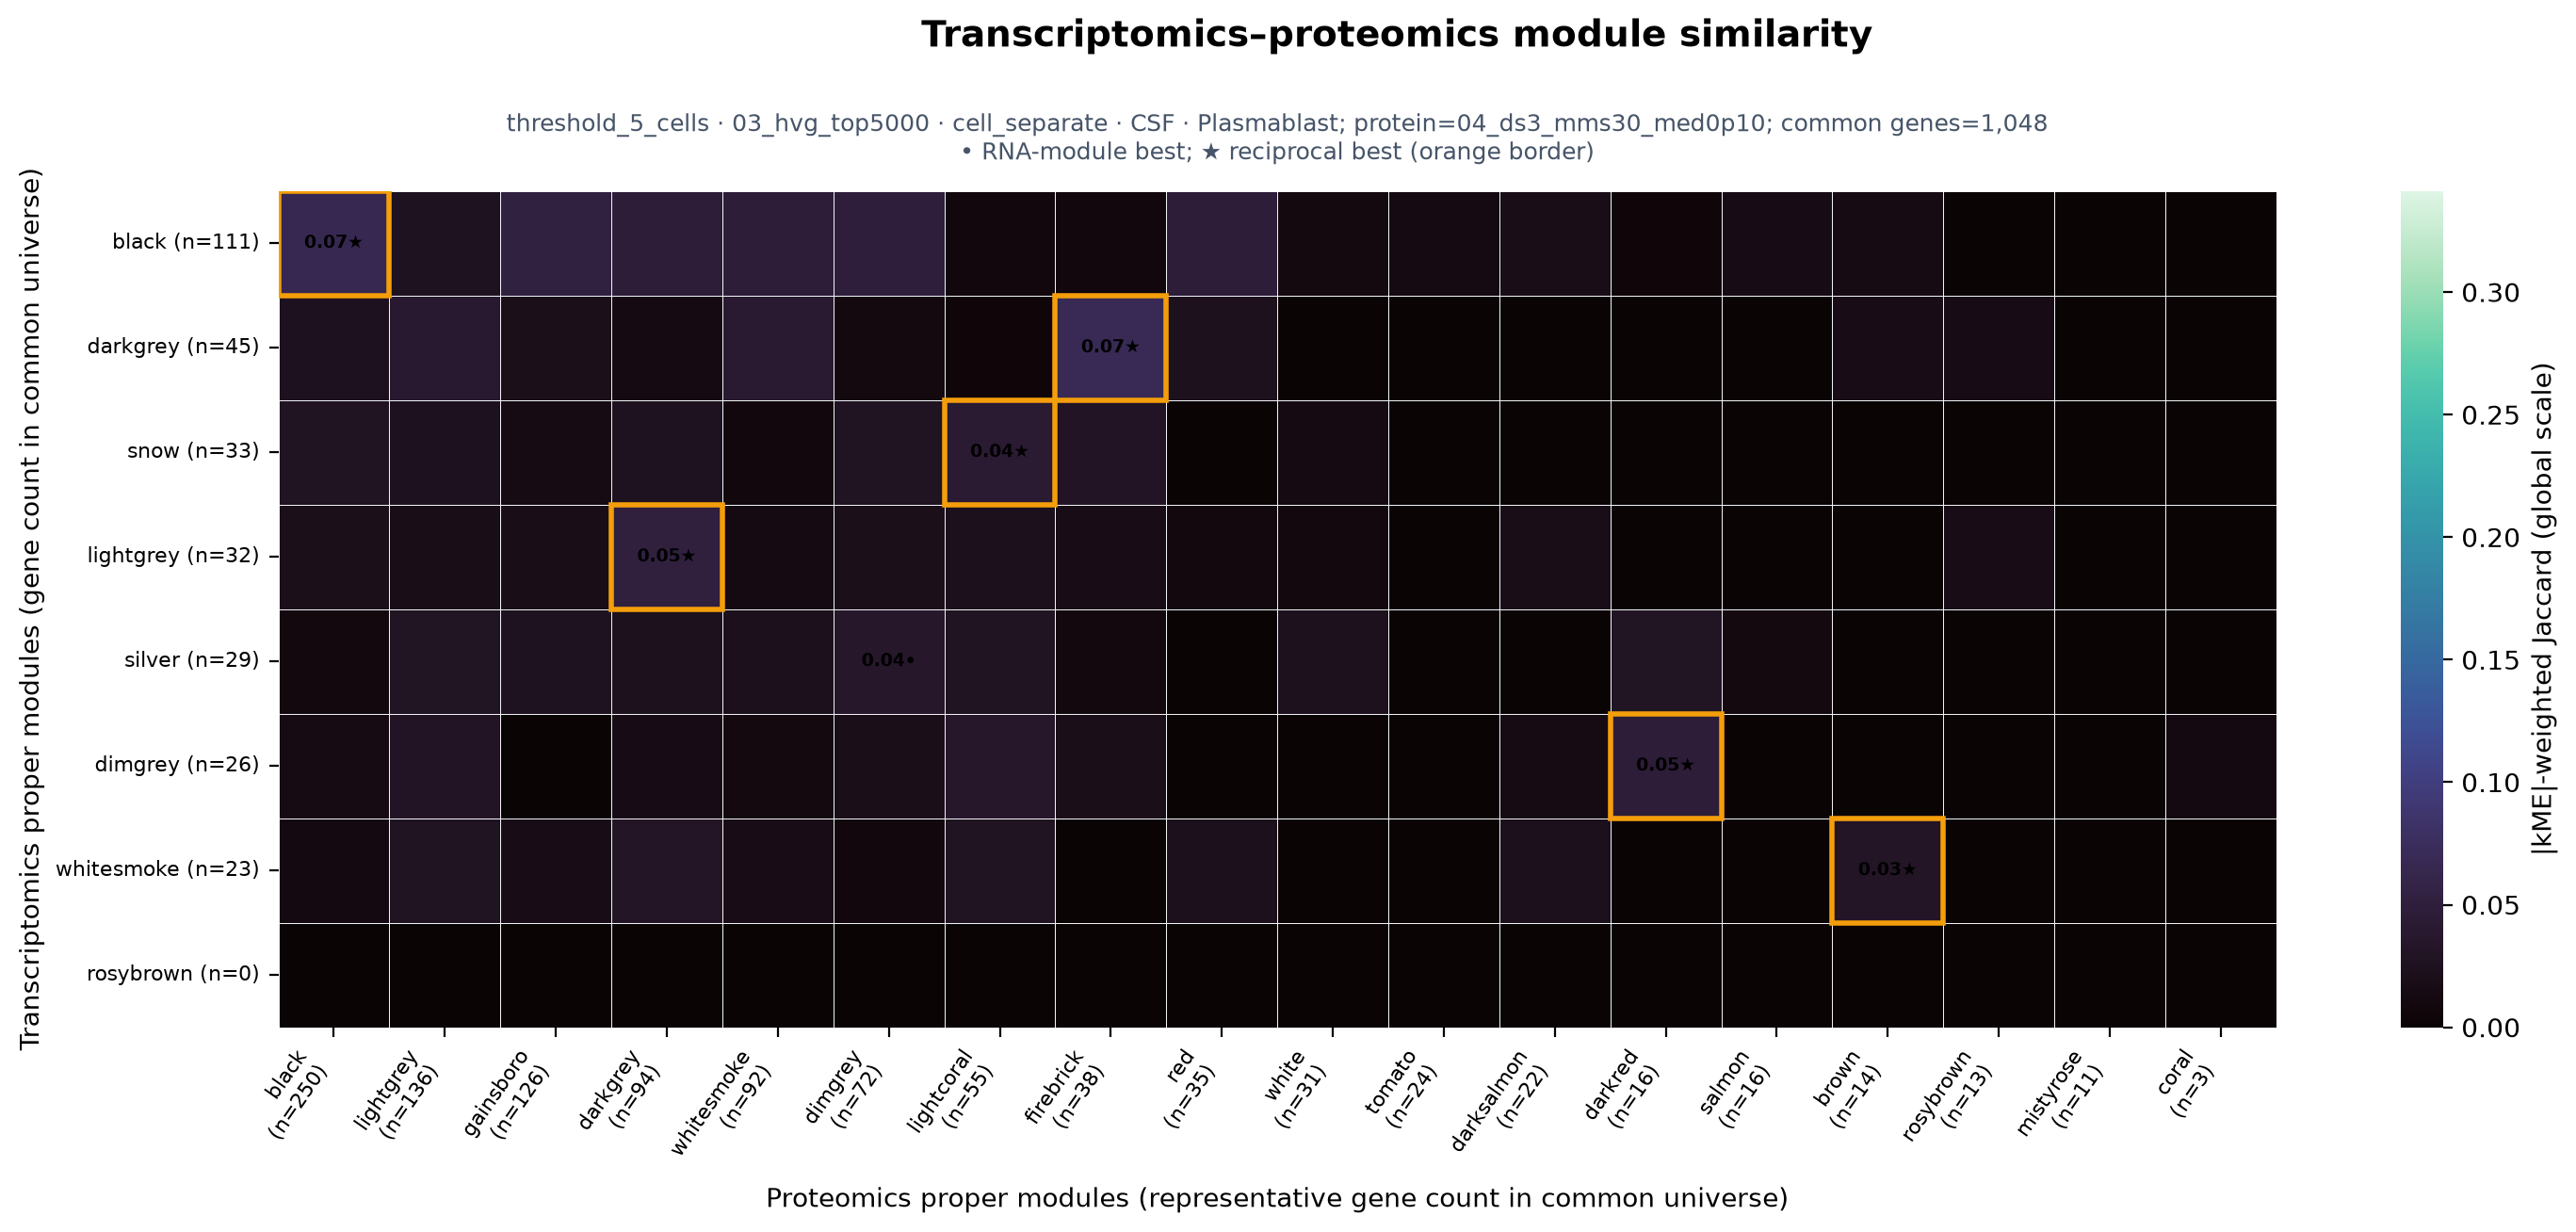 Transcriptomics–proteomics module similarity
threshold_5_cells · 03_hvg_top5000 · cell_separate · CSF · Plasmablast; protein=04_ds3_mms30_med0p10; common genes=1,048
• RNA-module best; ★ reciprocal best (orange border)
Transcriptomics proper modules (gene count in common universe)
black (n=111)
darkgrey (n=45)
snow (n=33)
lightgrey (n=32)
silver (n=29)
dimgrey (n=26)
whitesmoke (n=23)
rosybrown (n=0)
0.07★
0.07★
0.04★
0.05★
0.04•
0.05★
0.03★
black
(n=250)
lightgrey
(n=136)
gainsboro
(n=126)
darkgrey
(n=94)
whitesmoke
(n=92)
dimgrey
(n=72)
lightcoral
(n=55)
firebrick
(n=38)
red
(n=35)
white
(n=31)
tomato
(n=24)
darksalmon
(n=22)
darkred
(n=16)
salmon
(n=16)
brown
(n=14)
rosybrown
(n=13)
mistyrose
(n=11)
coral
(n=3)
Proteomics proper modules (representative gene count in common universe)
0.30
0.25
0.20
0.15
0.10
0.05
0.00
|kME|-weighted Jaccard (global scale)